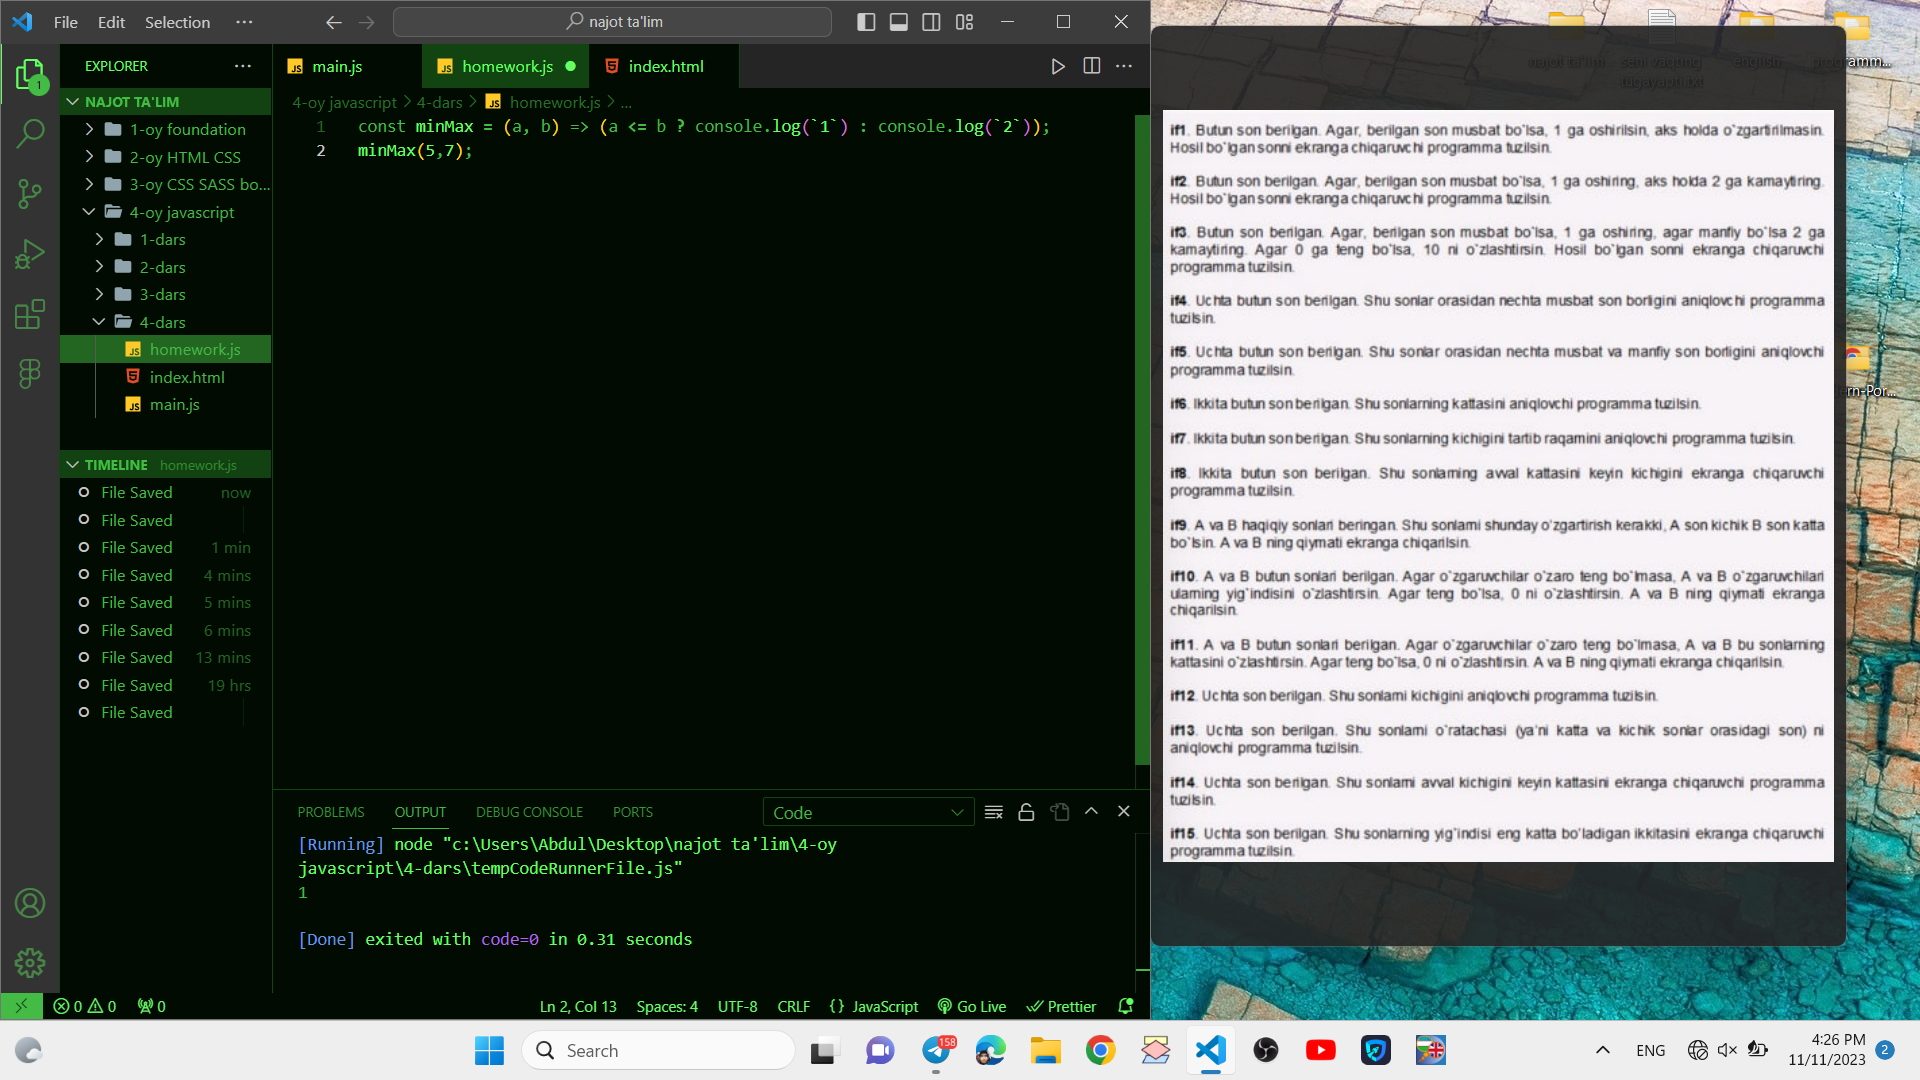 File Edit Selection ···
najot ta'lim
EXPLORER ···
NAJOT TA'LIM
1-oy foundation
2-oy HTML CSS
3-oy CSS SASS bo...
4-oy javascript
1-dars
2-dars
3-dars
4-dars
homework.js
index.html
main.js
TIMELINE homework.js
File Saved now
File Saved
File Saved 1 min
File Saved 4 mins
File Saved 5 mins
File Saved 6 mins
File Saved 13 mins
File Saved 19 hrs
File Saved
main.js homework.js index.html ···
4-oy javascript > 4-dars > homework.js > ...
1 const minMax = (a, b) => (a <= b ? console.log(`1`) : console.log(`2`));
2 minMax(5,7);
PROBLEMS OUTPUT DEBUG CONSOLE PORTS Code
[Running] node "c:\Users\Abdul\Desktop\najot ta'lim\4-oy
javascript\4-dars\tempCodeRunnerFile.js"
1
[Done] exited with code=0 in 0.31 seconds
0 0 0 Ln 2, Col 13 Spaces: 4 UTF-8 CRLF {} JavaScript Go Live Prettier
najot ta'lim
english
amm...
ern-Por...
if1. Butun son berilgan. Agar, berilgan son musbat bo`lsa, 1 ga oshirilsin, aks holda o`zgartirilmasin.
Hosil bo`lgan sonni ekranga chiqaruvchi programma tuzilsin.
if2. Butun son berilgan. Agar, berilgan son musbat bo`lsa, 1 ga oshiring, aks holda 2 ga kamaytiring.
Hosil bo`lgan sonni ekranga chiqaruvchi programma tuzilsin.
if3. Butun son berilgan. Agar, berilgan son musbat bo`lsa, 1 ga oshiring, agar manfiy bo`lsa 2 ga
kamaytiring. Agar 0 ga teng bo`lsa, 10 ni o`zlashtirsin. Hosil bo`lgan sonni ekranga chiqaruvchi
programma tuzilsin.
if4. Uchta butun son berilgan. Shu sonlar orasidan nechta musbat son borligini aniqlovchi programma
tuzilsin.
if5. Uchta butun son berilgan. Shu sonlar orasidan nechta musbat va manfiy son borligini aniqlovchi
programma tuzilsin.
if6. Ikkita butun son berilgan. Shu sonlarning kattasini aniqlovchi programma tuzilsin.
if7. Ikkita butun son berilgan. Shu sonlarning kichigini tartib raqamini aniqlovchi programma tuzilsin.
if8. Ikkita butun son berilgan. Shu sonlarning avval kattasini keyin kichigini ekranga chiqaruvchi
programma tuzilsin.
if9. A va B haqiqiy sonlari beringan. Shu sonlarni shunday o'zgartirish kerakki, A son kichik B son katta
bo`lsin. A va B ning qiymati ekranga chiqarilsin.
if10. A va B butun sonlari berilgan. Agar o`zgaruvchilar o`zaro teng bo`lmasa, A va B o`zgaruvchilari
ularning yig`indisini o`zlashtirsin. Agar teng bo`lsa, 0 ni o`zlashtirsin. A va B ning qiymati ekranga
chiqarilsin.
if11. A va B butun sonlari berilgan. Agar o`zgaruvchilar o`zaro teng bo`lmasa, A va B bu sonlarning
kattasini o`zlashtirsin. Agar teng bo`lsa, 0 ni o`zlashtirsin. A va B ning qiymati ekranga chiqarilsin.
if12. Uchta son berilgan. Shu sonlarni kichigini aniqlovchi programma tuzilsin.
if13. Uchta son berilgan. Shu sonlarni o`ratachasi (ya'ni katta va kichik sonlar orasidagi son) ni
aniqlovchi programma tuzilsin.
if14. Uchta son berilgan. Shu sonlarni avval kichigini keyin kattasini ekranga chiqaruvchi programma
tuzilsin.
if15. Uchta son berilgan. Shu sonlarning yig`indisi eng katta bo'ladigan ikkitasini ekranga chiqaruvchi
programma tuzilsin.
Search
158
ENG
4:26 PM
11/11/2023
2